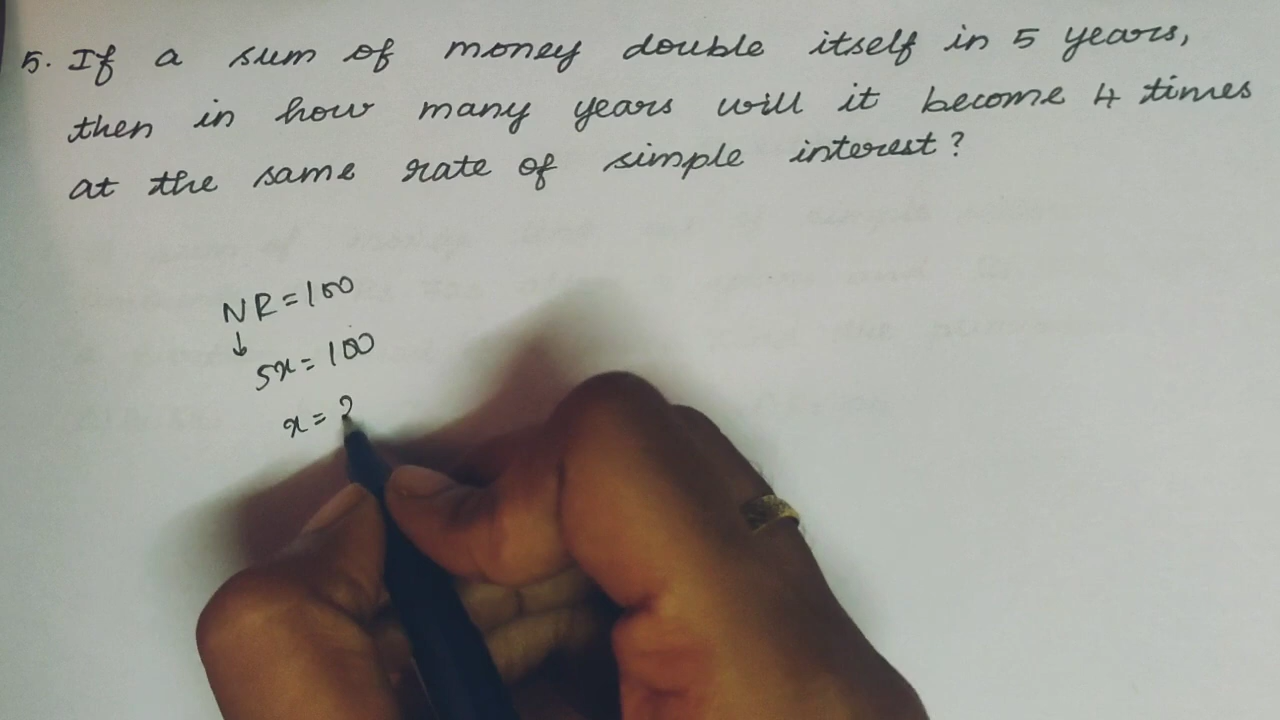 5. If a sum of money double itself in 5 years,
then in how many years will it become 4 times
at the same rate of simple interest?
NR = 100
↓
5x = 100
x = 2